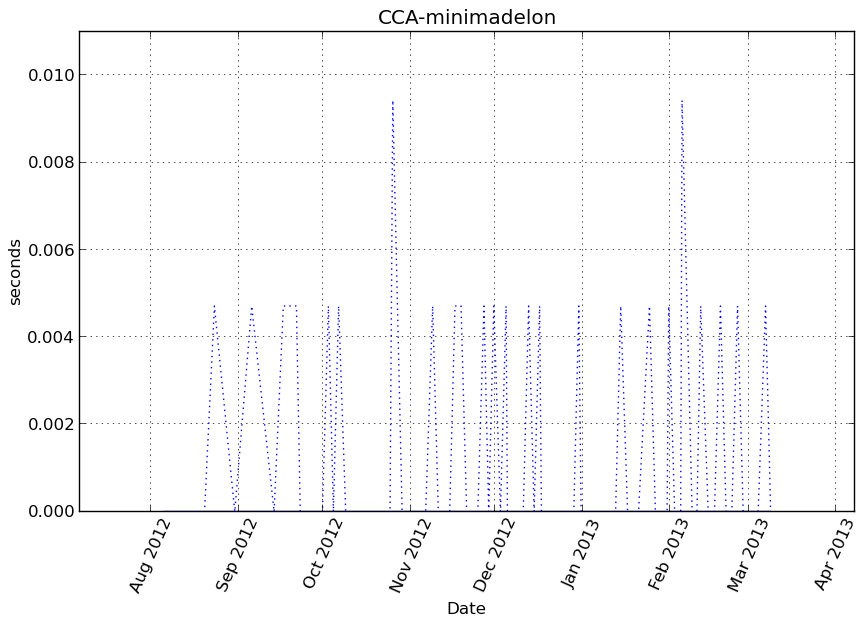 CCA-minimadelon
seconds
0.010
0.008
0.006
0.004
0.002
0.000
Aug 2012
Sep 2012
Oct 2012
Nov 2012
Dec 2012
Jan 2013
Feb 2013
Mar 2013
Apr 2013
Date